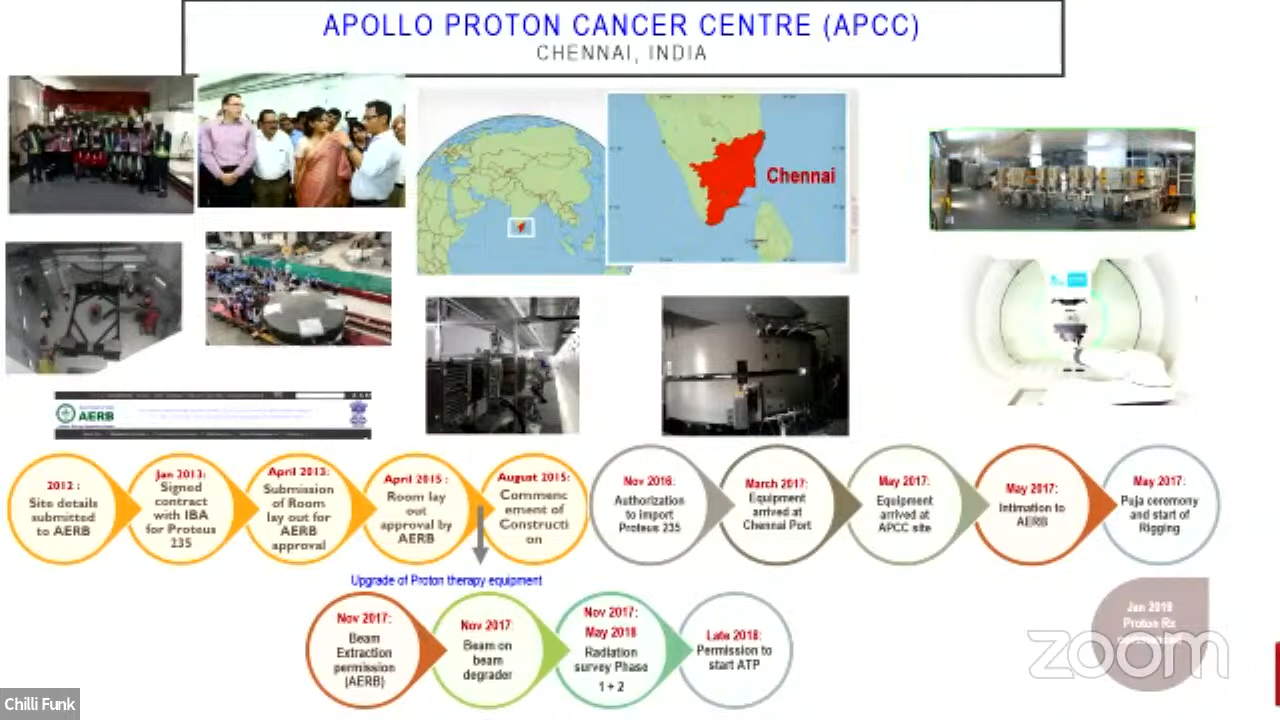 APOLLO PROTON CANCER CENTRE (APCC)
CHENNAI, INDIA
Chennai
AERB
2012 :
Site details
submitted
to AERB
Jan 2013:
Signed
contract
with IBA
for Proteus
235
April 2013:
Submission
of Room
lay out for
AERB
approval
April 2015 :
Room lay
out
approval by
AERB
August 2015:
Commenc
ement of
Constructi
on
Nov 2016:
Authorization
to import
Proteus 235
March 2017:
Equipment
arrived at
Chennai Port
May 2017:
Equipment
arrived at
APCC site
May 2017:
Intimation to
AERB
May 2017:
Puja ceremony
and start of
Rigging
Upgrade of Proton therapy equipment
Nov 2017:
Beam
Extraction
permission
(AERB)
Nov 2017:
Beam on
beam
degrader
Nov 2017:
May 2018
Radiation
survey Phase
1 + 2
Late 2018:
Permission to
start ATP
Jan 2019
Proton Rx
zoom
Chilli Funk